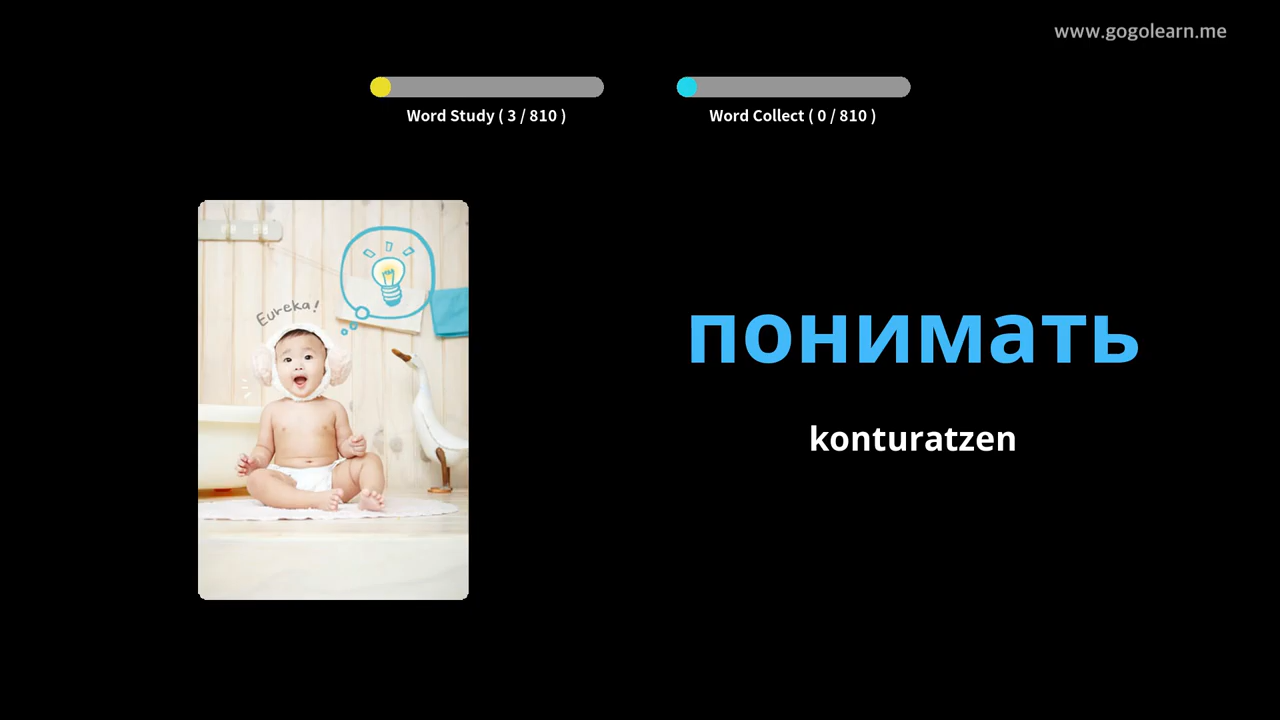 www.gogolearn.me
Word Study ( 3 / 810 )
Word Collect ( 0 / 810 )
Eureka!
понимать
konturatzen